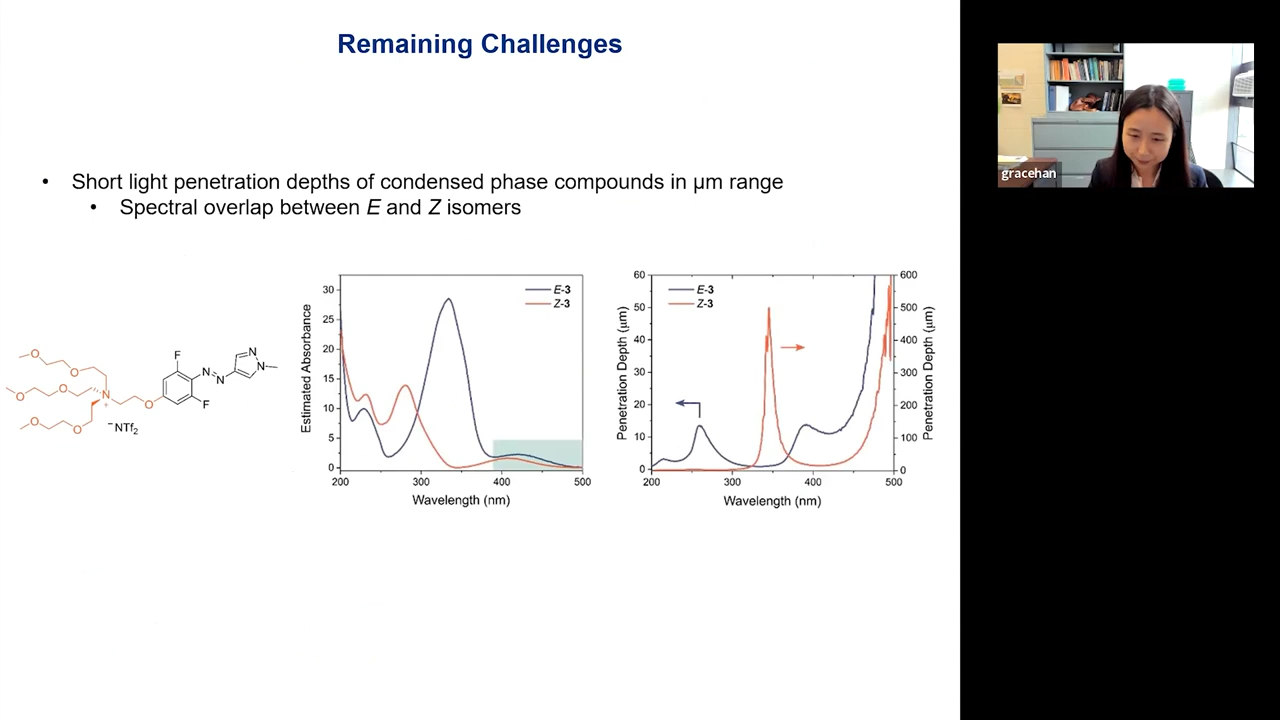 Remaining Challenges
• Short light penetration depths of condensed phase compounds in μm range
• Spectral overlap between E and Z isomers
O
O
O
O
O
O
N
+
O
⁻NTf₂
F
F
N
N
N
N
Estimated Absorbance
30
25
20
15
10
5
0
200
300
400
500
Wavelength (nm)
E-3
Z-3
Penetration Depth (μm)
60
50
40
30
20
10
0
200
300
400
500
Wavelength (nm)
E-3
Z-3
600
500
400
300
200
100
0
Penetration Depth (μm)
gracehan